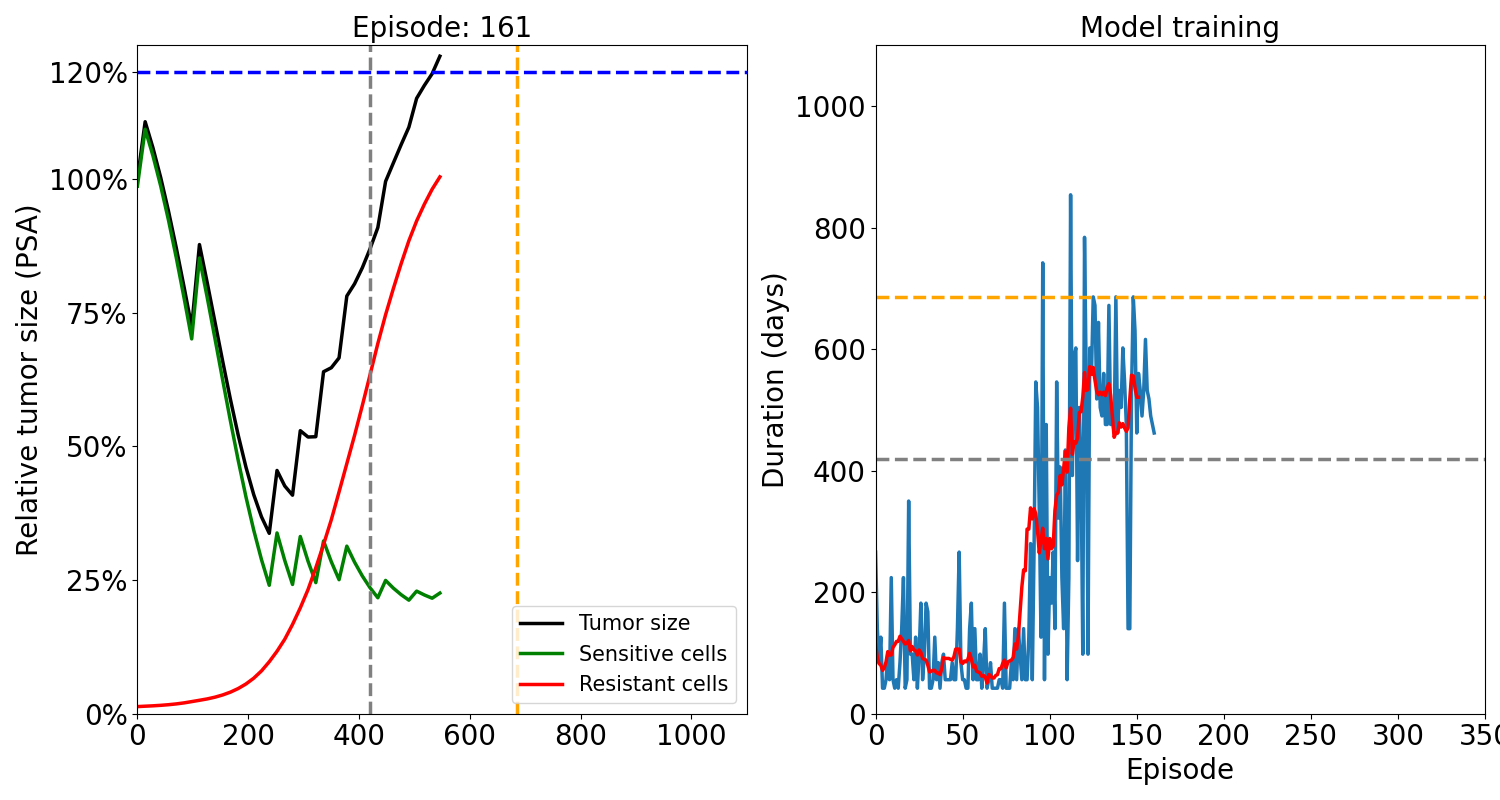 Episode: 161
Relative tumor size (PSA)
120%
100%
75%
50%
25%
0%
0 200 400 600 800 1000
Tumor size
Sensitive cells
Resistant cells
Model training
Duration (days)
1000
800
600
400
200
0
0 50 100 150 200 250 300 350
Episode